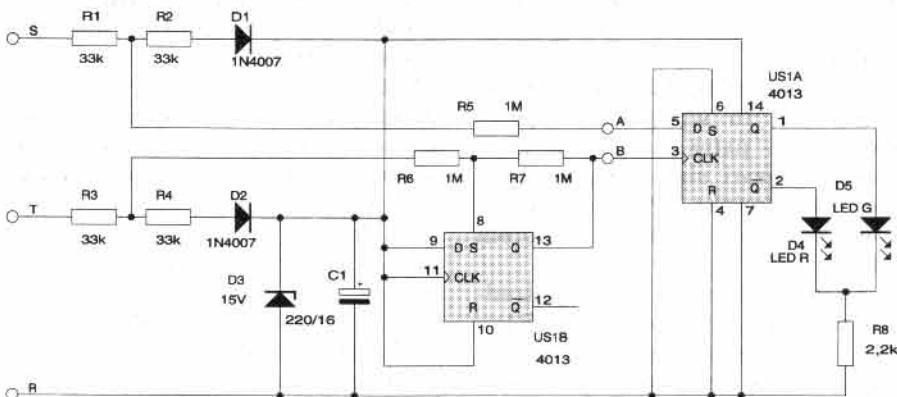 S R1 R2 D1
33k 33k 1N4007
US1A
4013
6 14
R5 1M A 5 D S Q 1
B 3 CLK
R6 1M R7 1M
Q 2
R
4 7
D5
LED G
D4
LED R
T R3 R4 D2
33k 33k 1N4007
8
9 D S Q 13
11 CLK
R Q 12
10
US1B
4013
D3
15V
C1
+
220/16
R8
2,2k
R